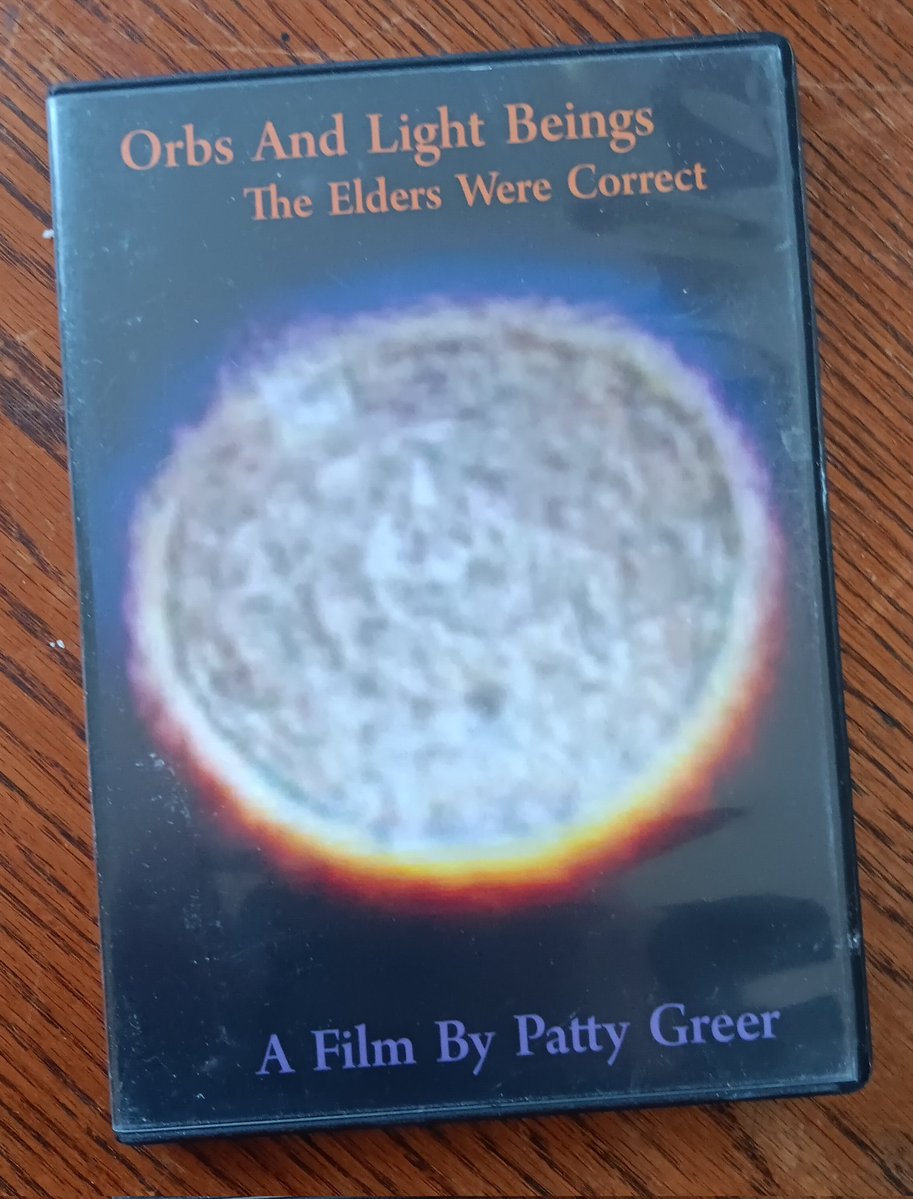 Orbs And Light Beings
The Elders Were Correct
A Film By Patty Greer